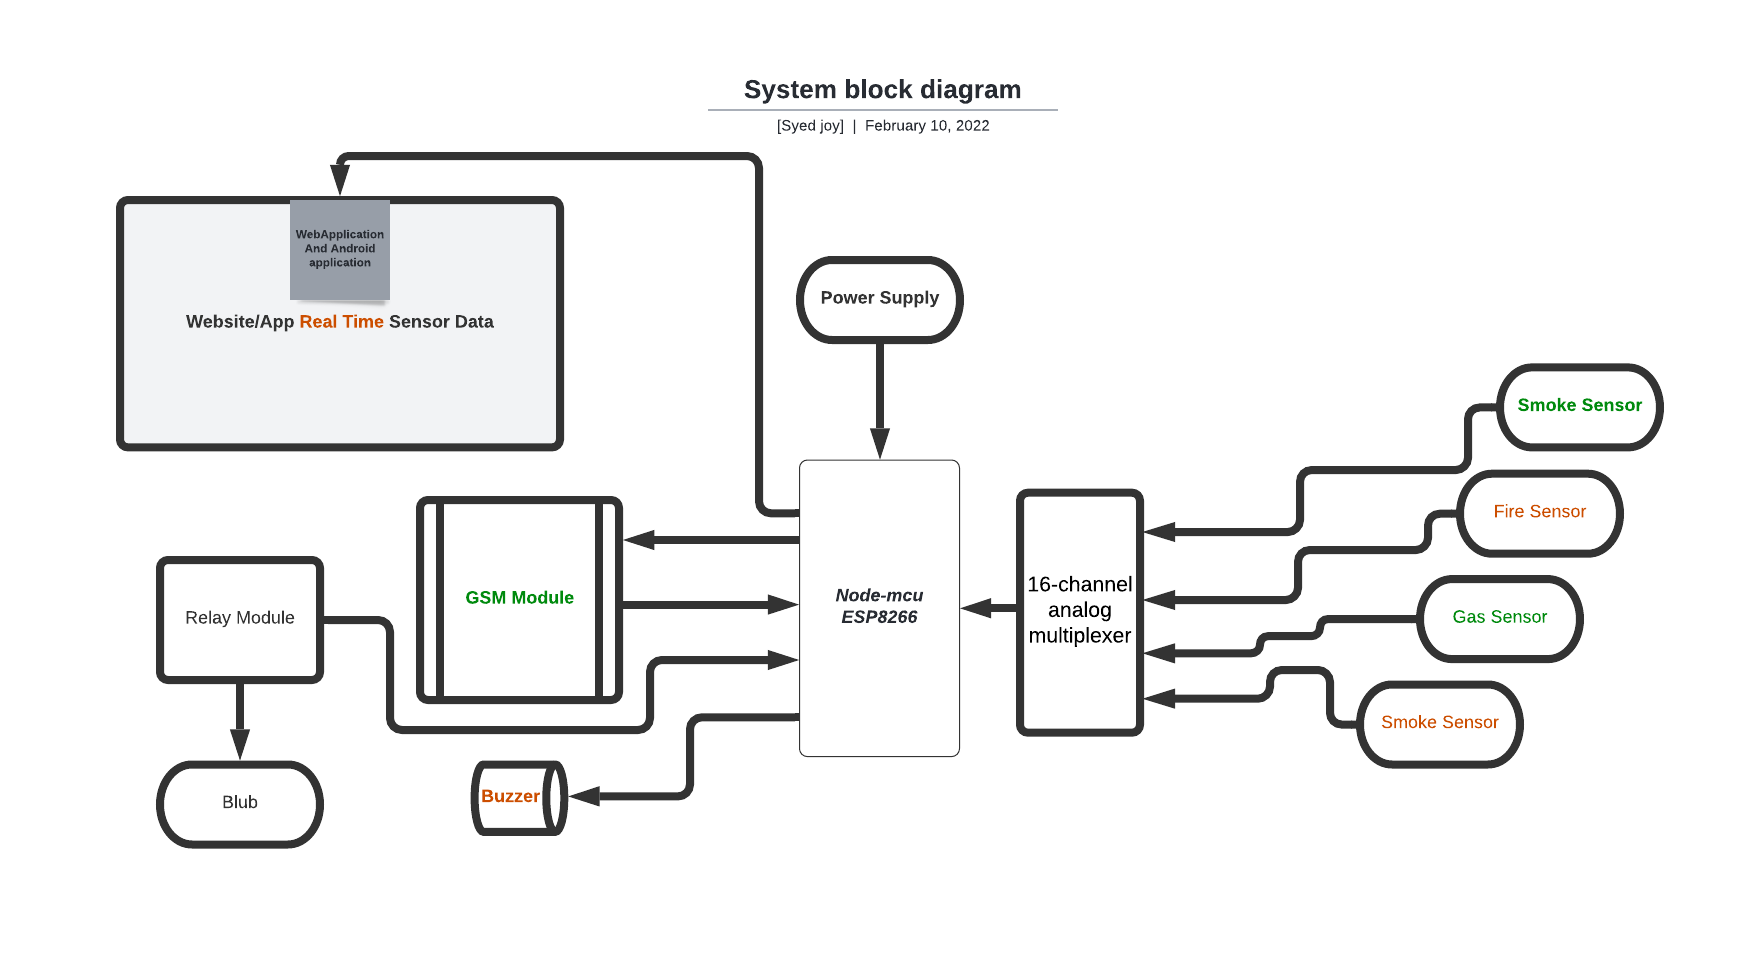 System block diagram
[Syed joy] | February 10, 2022
WebApplication
And Android
application
Website/App Real Time Sensor Data
Power Supply
Smoke Sensor
Fire Sensor
Gas Sensor
Smoke Sensor
16-channel
analog
multiplexer
Node-mcu
ESP8266
GSM Module
Relay Module
Blub
Buzzer